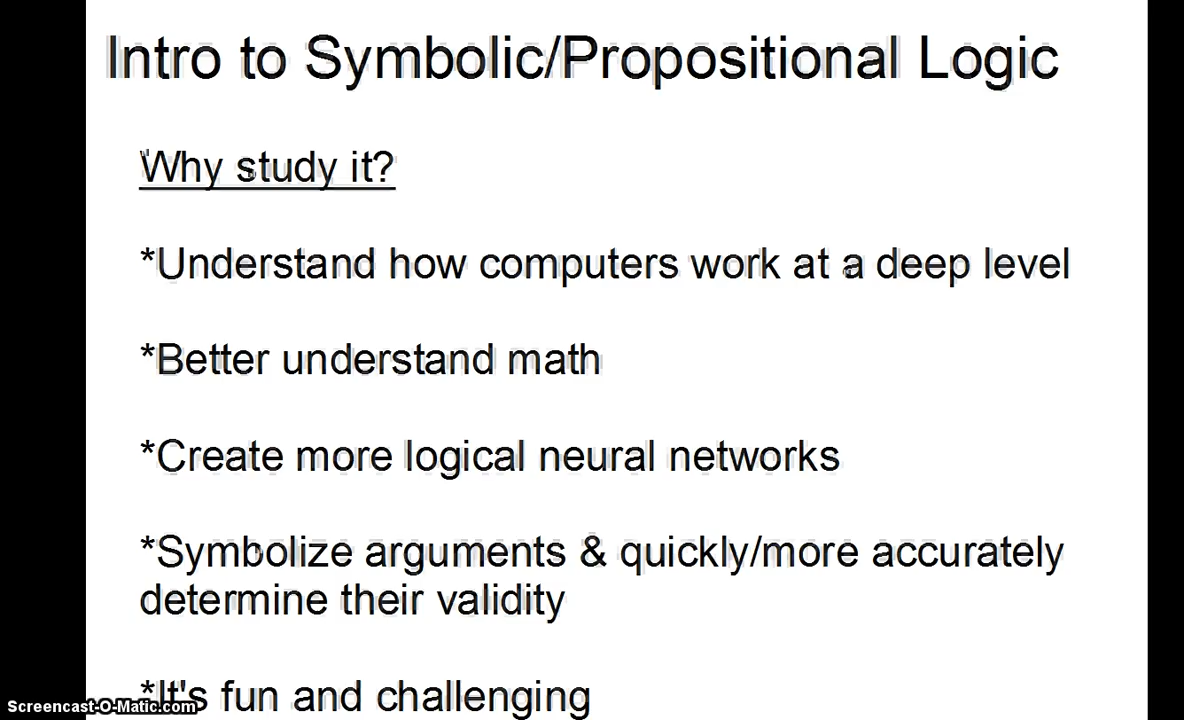 Intro to Symbolic/Propositional Logic
Why study it?
*Understand how computers work at a deep level
*Better understand math
*Create more logical neural networks
*Symbolize arguments & quickly/more accurately
determine their validity
*It's fun and challenging
Screencast-O-Matic.com